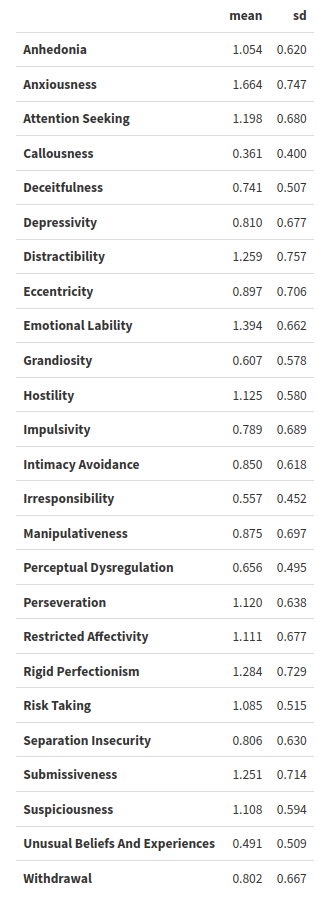 mean sd
Anhedonia 1.054 0.620
Anxiousness 1.664 0.747
Attention Seeking 1.198 0.680
Callousness 0.361 0.400
Deceitfulness 0.741 0.507
Depressivity 0.810 0.677
Distractibility 1.259 0.757
Eccentricity 0.897 0.706
Emotional Lability 1.394 0.662
Grandiosity 0.607 0.578
Hostility 1.125 0.580
Impulsivity 0.789 0.689
Intimacy Avoidance 0.850 0.618
Irresponsibility 0.557 0.452
Manipulativeness 0.875 0.697
Perceptual Dysregulation 0.656 0.495
Perseveration 1.120 0.638
Restricted Affectivity 1.111 0.677
Rigid Perfectionism 1.284 0.729
Risk Taking 1.085 0.515
Separation Insecurity 0.806 0.630
Submissiveness 1.251 0.714
Suspiciousness 1.108 0.594
Unusual Beliefs And Experiences 0.491 0.509
Withdrawal 0.802 0.667